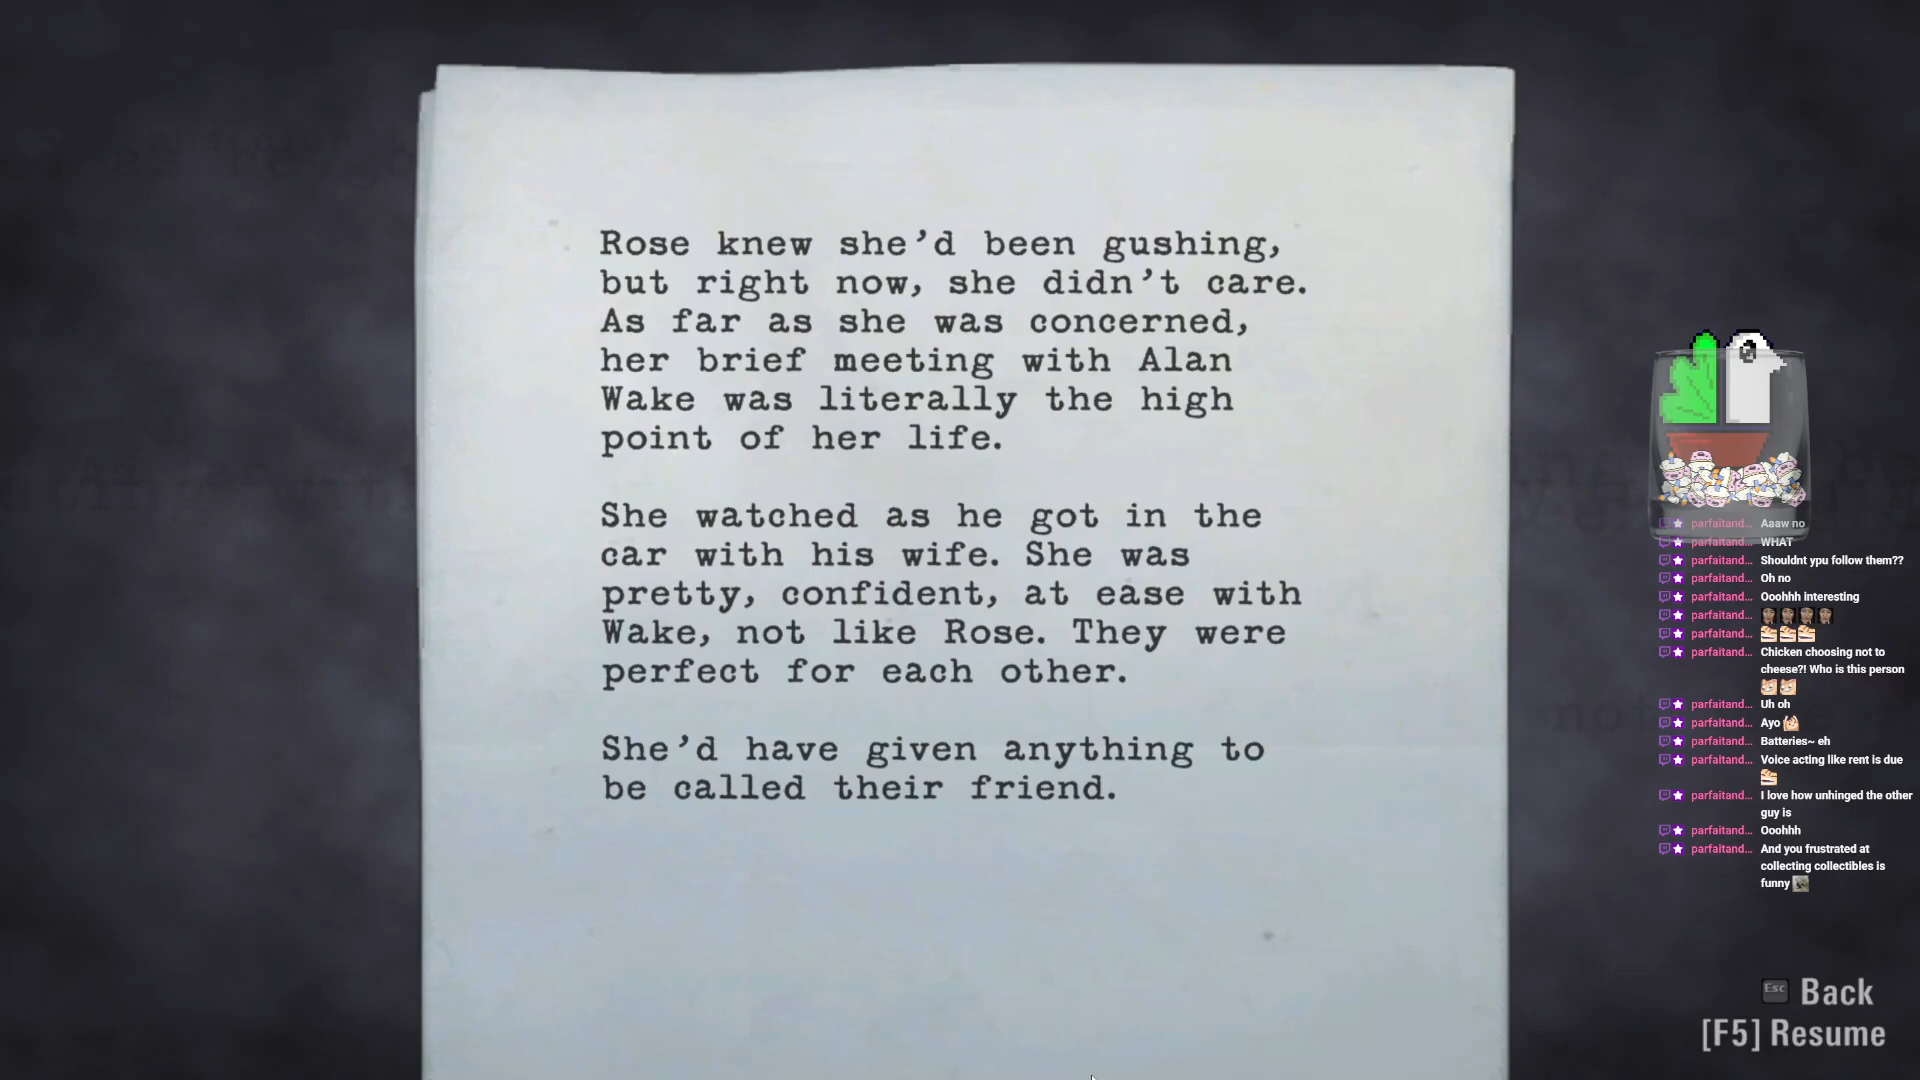 Rose knew she'd been gushing,
but right now, she didn't care.
As far as she was concerned,
her brief meeting with Alan
Wake was literally the high
point of her life.
She watched as he got in the
car with his wife. She was
pretty, confident, at ease with
Wake, not like Rose. They were
perfect for each other.
She'd have given anything to
be called their friend.
parfaitand... Aaaw no
parfaitand... WHAT
parfaitand... Shouldnt ypu follow them??
parfaitand... Oh no
parfaitand... Ooohhh interesting
parfaitand...
parfaitand...
parfaitand... Chicken choosing not to
cheese?! Who is this person
parfaitand... Uh oh
parfaitand... Ayo
parfaitand... Batteries~ eh
parfaitand... Voice acting like rent is due
parfaitand... I love how unhinged the other
guy is
parfaitand... Ooohhh
parfaitand... And you frustrated at
collecting collectibles is
funny
Esc Back
[F5] Resume